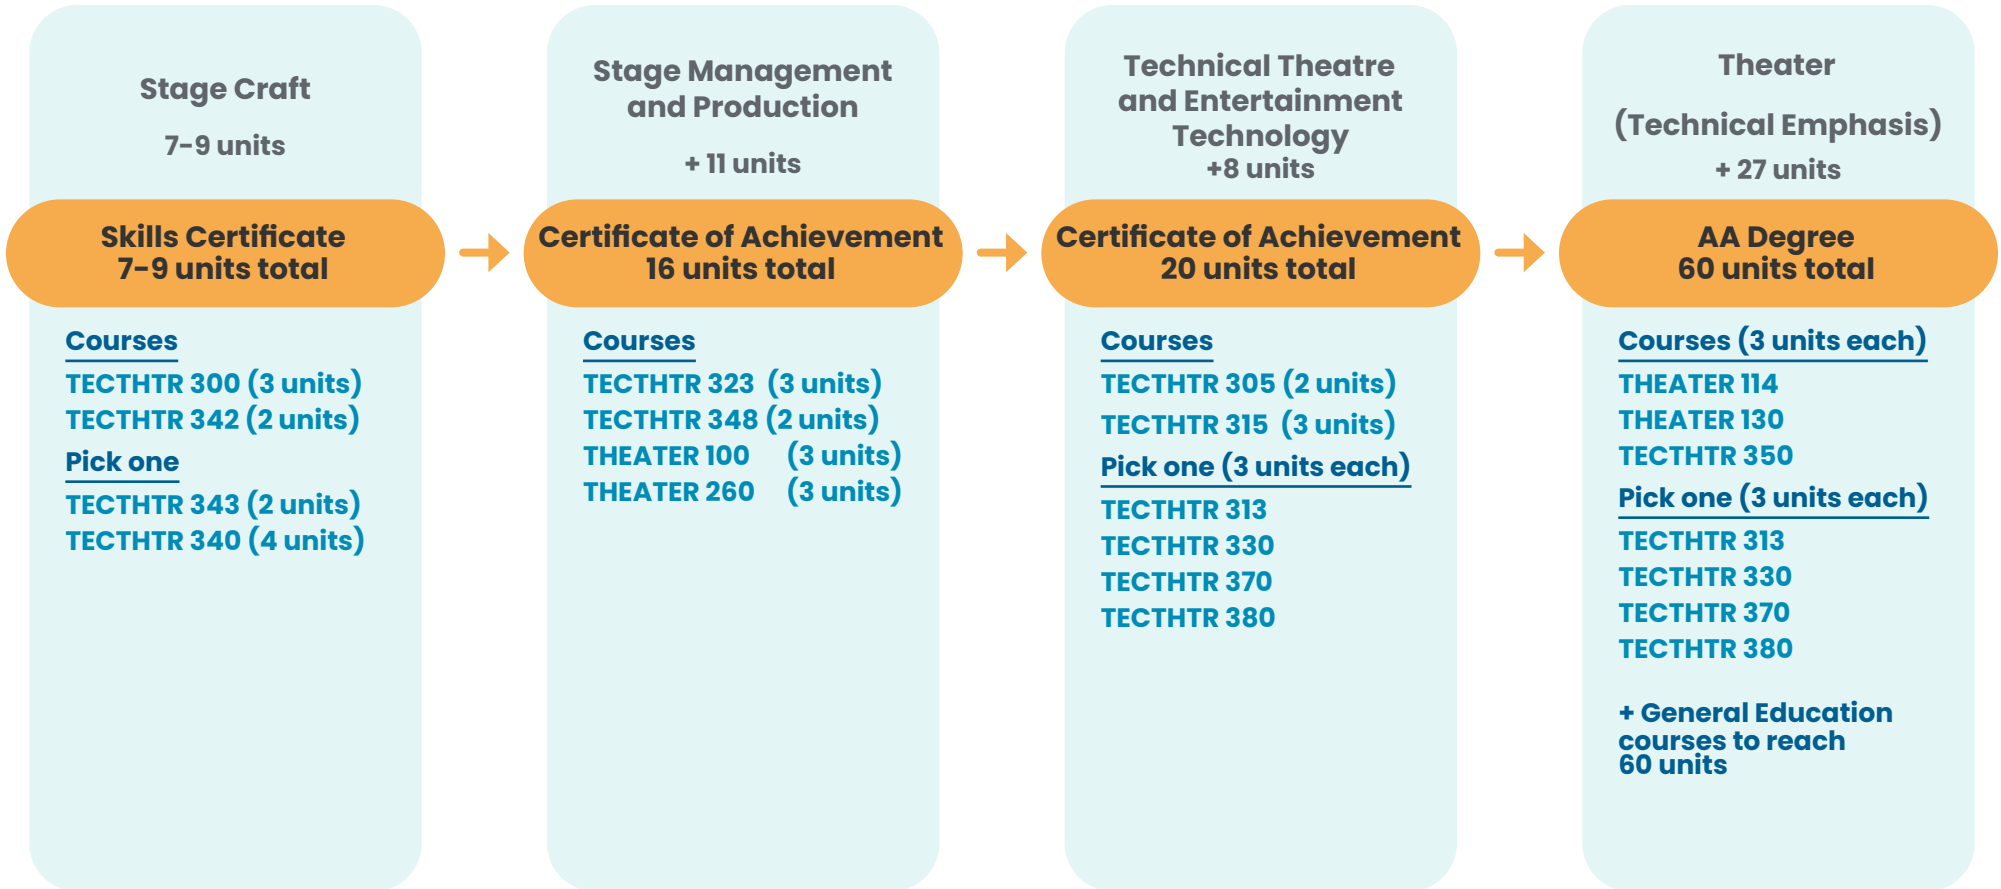 Stage Craft
7-9 units
Skills Certificate
7-9 units total
Courses
TECTHTR 300 (3 units)
TECTHTR 342 (2 units)
Pick one
TECTHTR 343 (2 units)
TECTHTR 340 (4 units)
Stage Management
and Production
+ 11 units
Certificate of Achievement
16 units total
Courses
TECTHTR 323 (3 units)
TECTHTR 348 (2 units)
THEATER 100 (3 units)
THEATER 260 (3 units)
Technical Theatre
and Entertainment
Technology
+8 units
Certificate of Achievement
20 units total
Courses
TECTHTR 305 (2 units)
TECTHTR 315 (3 units)
Pick one (3 units each)
TECTHTR 313
TECTHTR 330
TECTHTR 370
TECTHTR 380
Theater
(Technical Emphasis)
+ 27 units
AA Degree
60 units total
Courses (3 units each)
THEATER 114
THEATER 130
TECTHTR 350
Pick one (3 units each)
TECTHTR 313
TECTHTR 330
TECTHTR 370
TECTHTR 380
+ General Education
courses to reach
60 units